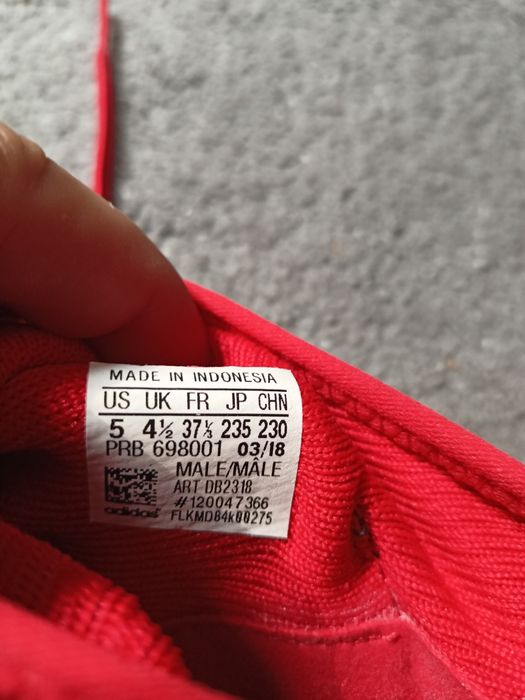 MADE IN INDONESIA
US UK FR JP CHN
5 4½ 37⅓ 235 230
PRB 698001 03/18
MALE/MÂLE
ART DB2318
#120047366
adidas FLKMD84k00275